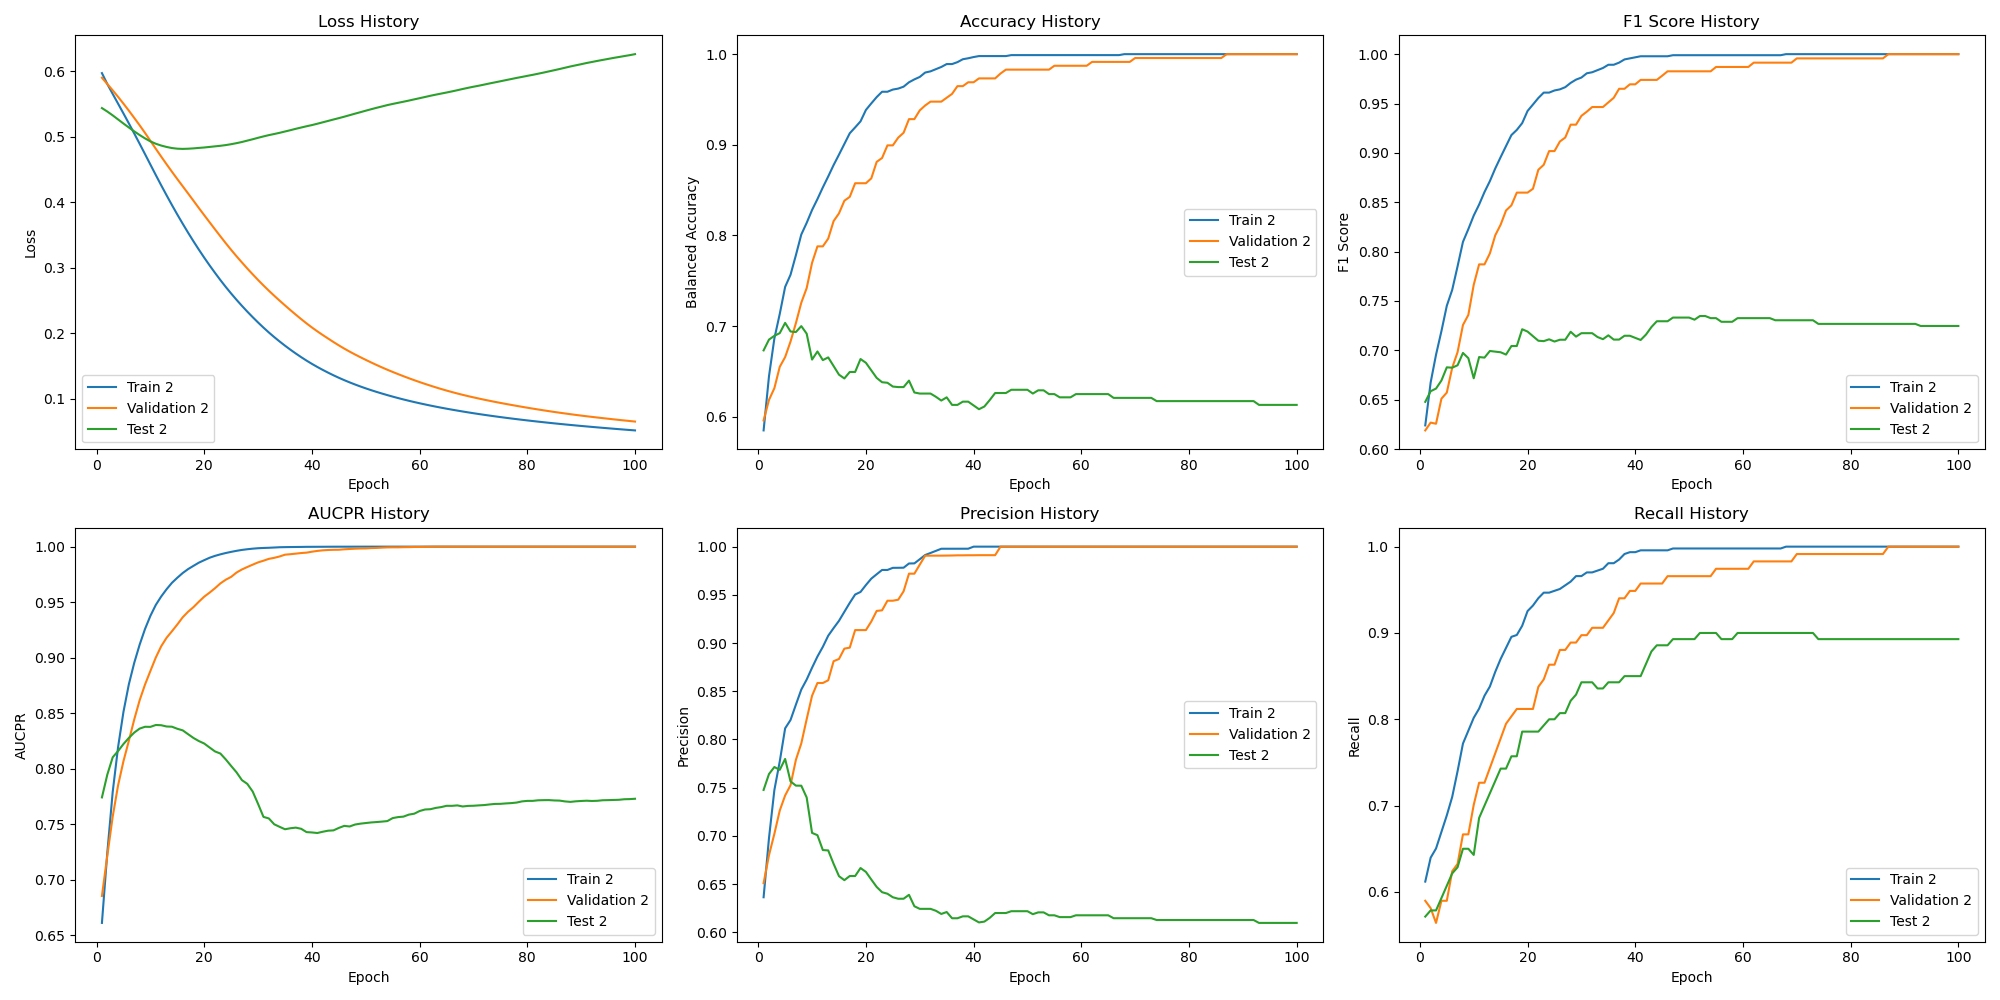 Loss History
Loss
0.6
0.5
0.4
0.3
0.2
0.1
Train 2
Validation 2
Test 2
0 20 40 60 80 100
Epoch
Accuracy History
Balanced Accuracy
1.0
0.9
0.8
0.7
0.6
Train 2
Validation 2
Test 2
0 20 40 60 80 100
Epoch
F1 Score History
F1 Score
1.00
0.95
0.90
0.85
0.80
0.75
0.70
0.65
0.60
Train 2
Validation 2
Test 2
0 20 40 60 80 100
Epoch
AUCPR History
AUCPR
1.00
0.95
0.90
0.85
0.80
0.75
0.70
0.65
Train 2
Validation 2
Test 2
0 20 40 60 80 100
Epoch
Precision History
Precision
1.00
0.95
0.90
0.85
0.80
0.75
0.70
0.65
0.60
Train 2
Validation 2
Test 2
0 20 40 60 80 100
Epoch
Recall History
Recall
1.0
0.9
0.8
0.7
0.6
Train 2
Validation 2
Test 2
0 20 40 60 80 100
Epoch